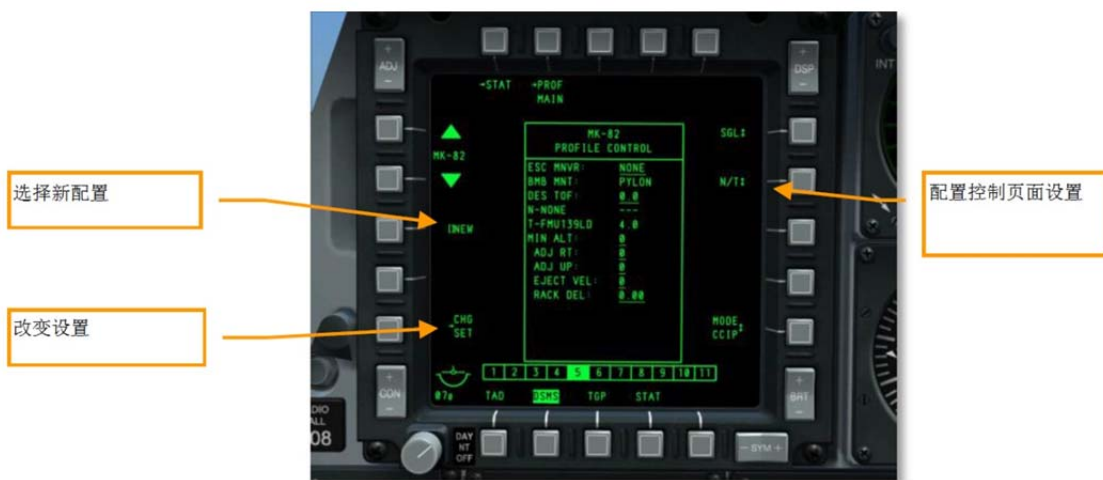 ADJ
DSP
INT
→STAT →PROF
MAIN
MK-82
PROFILE CONTROL
SGL↕
MK-82
ESC MNVR: NONE
BMB MNT: PYLON
N/T↕
DES TOF: 0.0
N-NONE ---
T-FMU139LD 4.0
MIN ALT: 0
ADJ RT: 0
ADJ UP: 0
EJECT VEL: 0
RACK DEL: 0.00
NEW
CHG
SET
MODE
CCIP↕
选择新配置
改变设置
配置控制页面设置
1 2 3 4 5 6 7 8 9 10 11
TAD DSMS TGP STAT
CON
BRT
ALL
08
DAY
NT
OFF
- SYM +